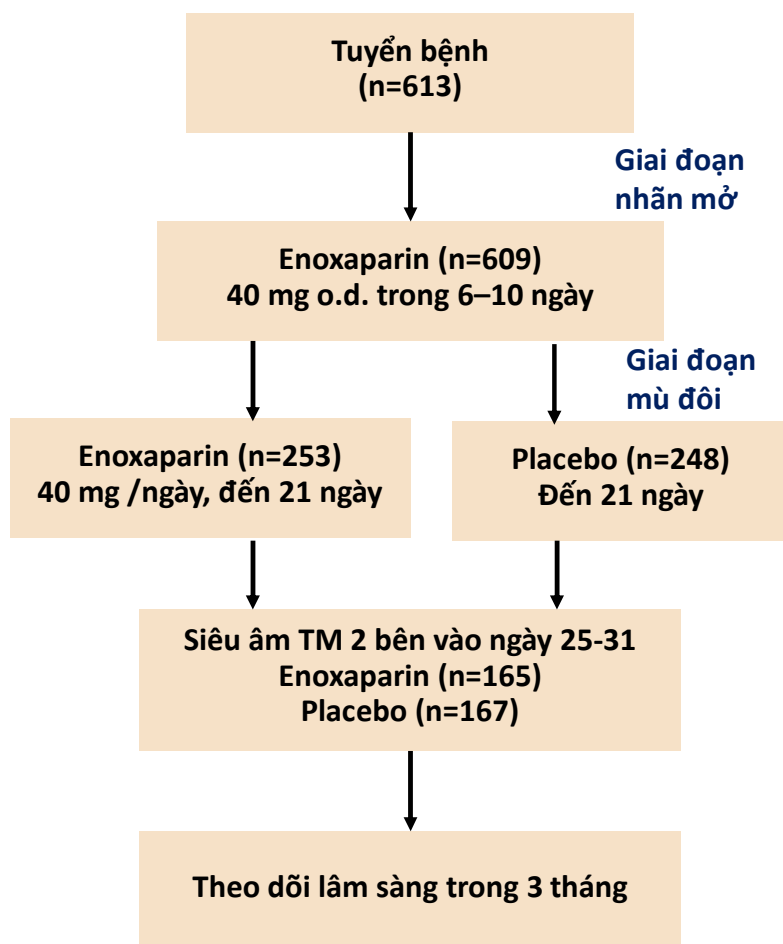 Tuyển bệnh
(n=613)
Giai đoạn
nhãn mở
Enoxaparin (n=609)
40 mg o.d. trong 6–10 ngày
Giai đoạn
mù đôi
Enoxaparin (n=253)
40 mg /ngày, đến 21 ngày
Placebo (n=248)
Đến 21 ngày
Siêu âm TM 2 bên vào ngày 25-31
Enoxaparin (n=165)
Placebo (n=167)
Theo dõi lâm sàng trong 3 tháng